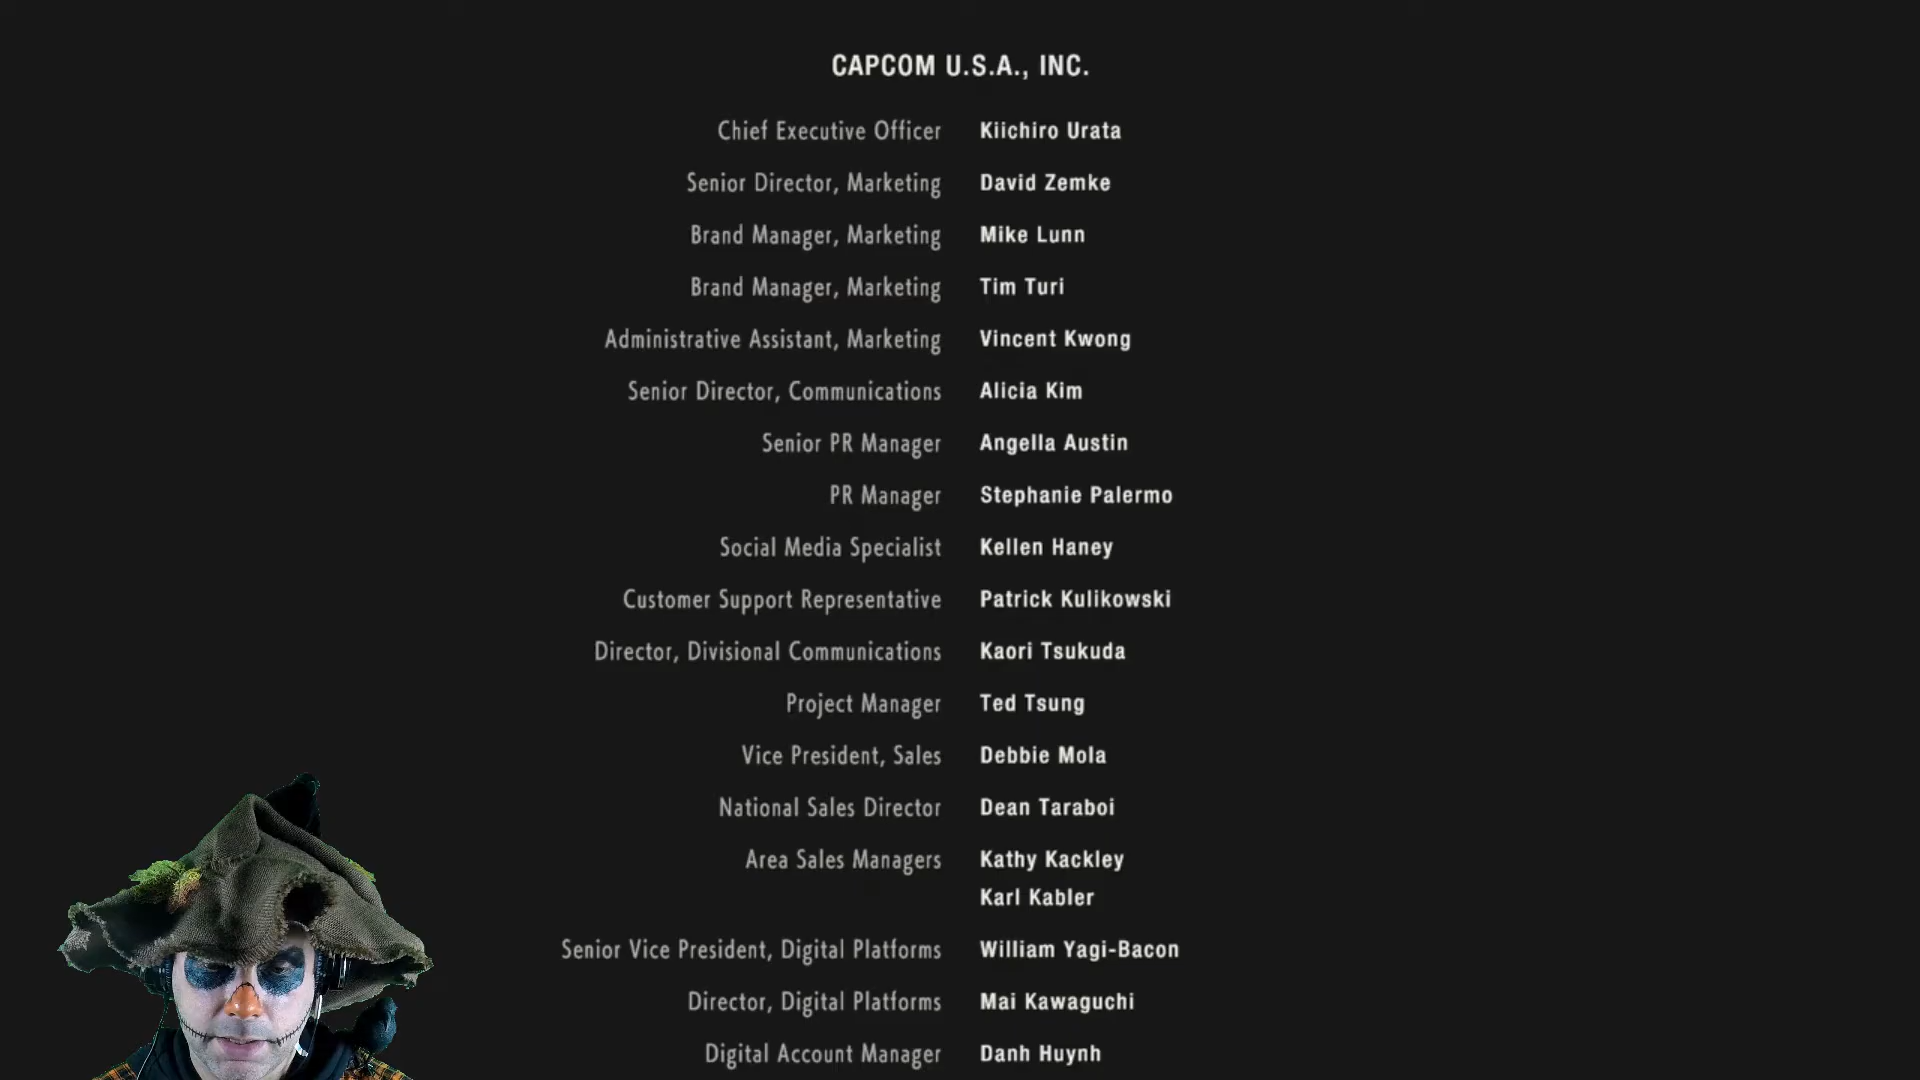 CAPCOM U.S.A., INC.
Chief Executive Officer Kiichiro Urata
Senior Director, Marketing David Zemke
Brand Manager, Marketing Mike Lunn
Brand Manager, Marketing Tim Turi
Administrative Assistant, Marketing Vincent Kwong
Senior Director, Communications Alicia Kim
Senior PR Manager Angella Austin
PR Manager Stephanie Palermo
Social Media Specialist Kellen Haney
Customer Support Representative Patrick Kulikowski
Director, Divisional Communications Kaori Tsukuda
Project Manager Ted Tsung
Vice President, Sales Debbie Mola
National Sales Director Dean Taraboi
Area Sales Managers Kathy Kackley
Karl Kabler
Senior Vice President, Digital Platforms William Yagi-Bacon
Director, Digital Platforms Mai Kawaguchi
Digital Account Manager Danh Huynh